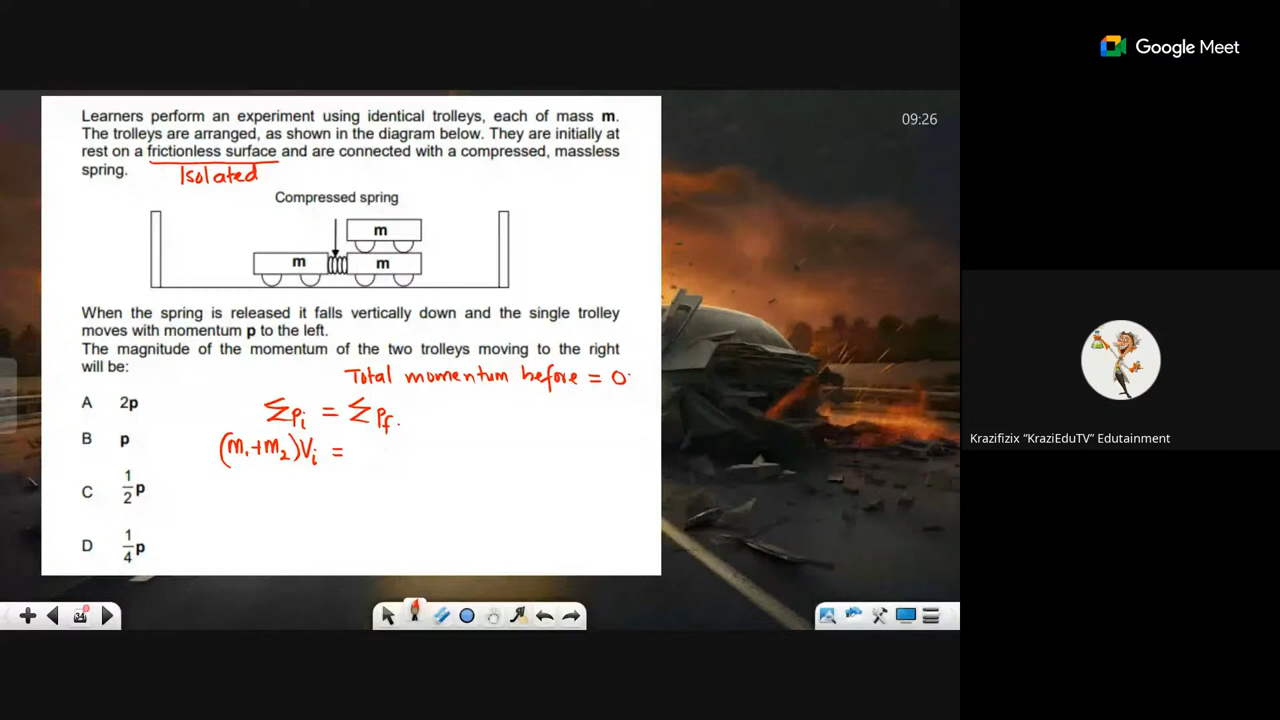 Google Meet
09:26
Learners perform an experiment using identical trolleys, each of mass m.
The trolleys are arranged, as shown in the diagram below. They are initially at
rest on a frictionless surface and are connected with a compressed, massless
spring.
Isolated
Compressed spring
m
m
m
When the spring is released it falls vertically down and the single trolley
moves with momentum p to the left.
The magnitude of the momentum of the two trolleys moving to the right
will be:
Total momentum before = 0.
A 2p
Σpi = Σpf.
B p
(m1+m2)Vi =
C 1/2 p
D 1/4 p
34
Krazifizix “KraziEduTV” Edutainment